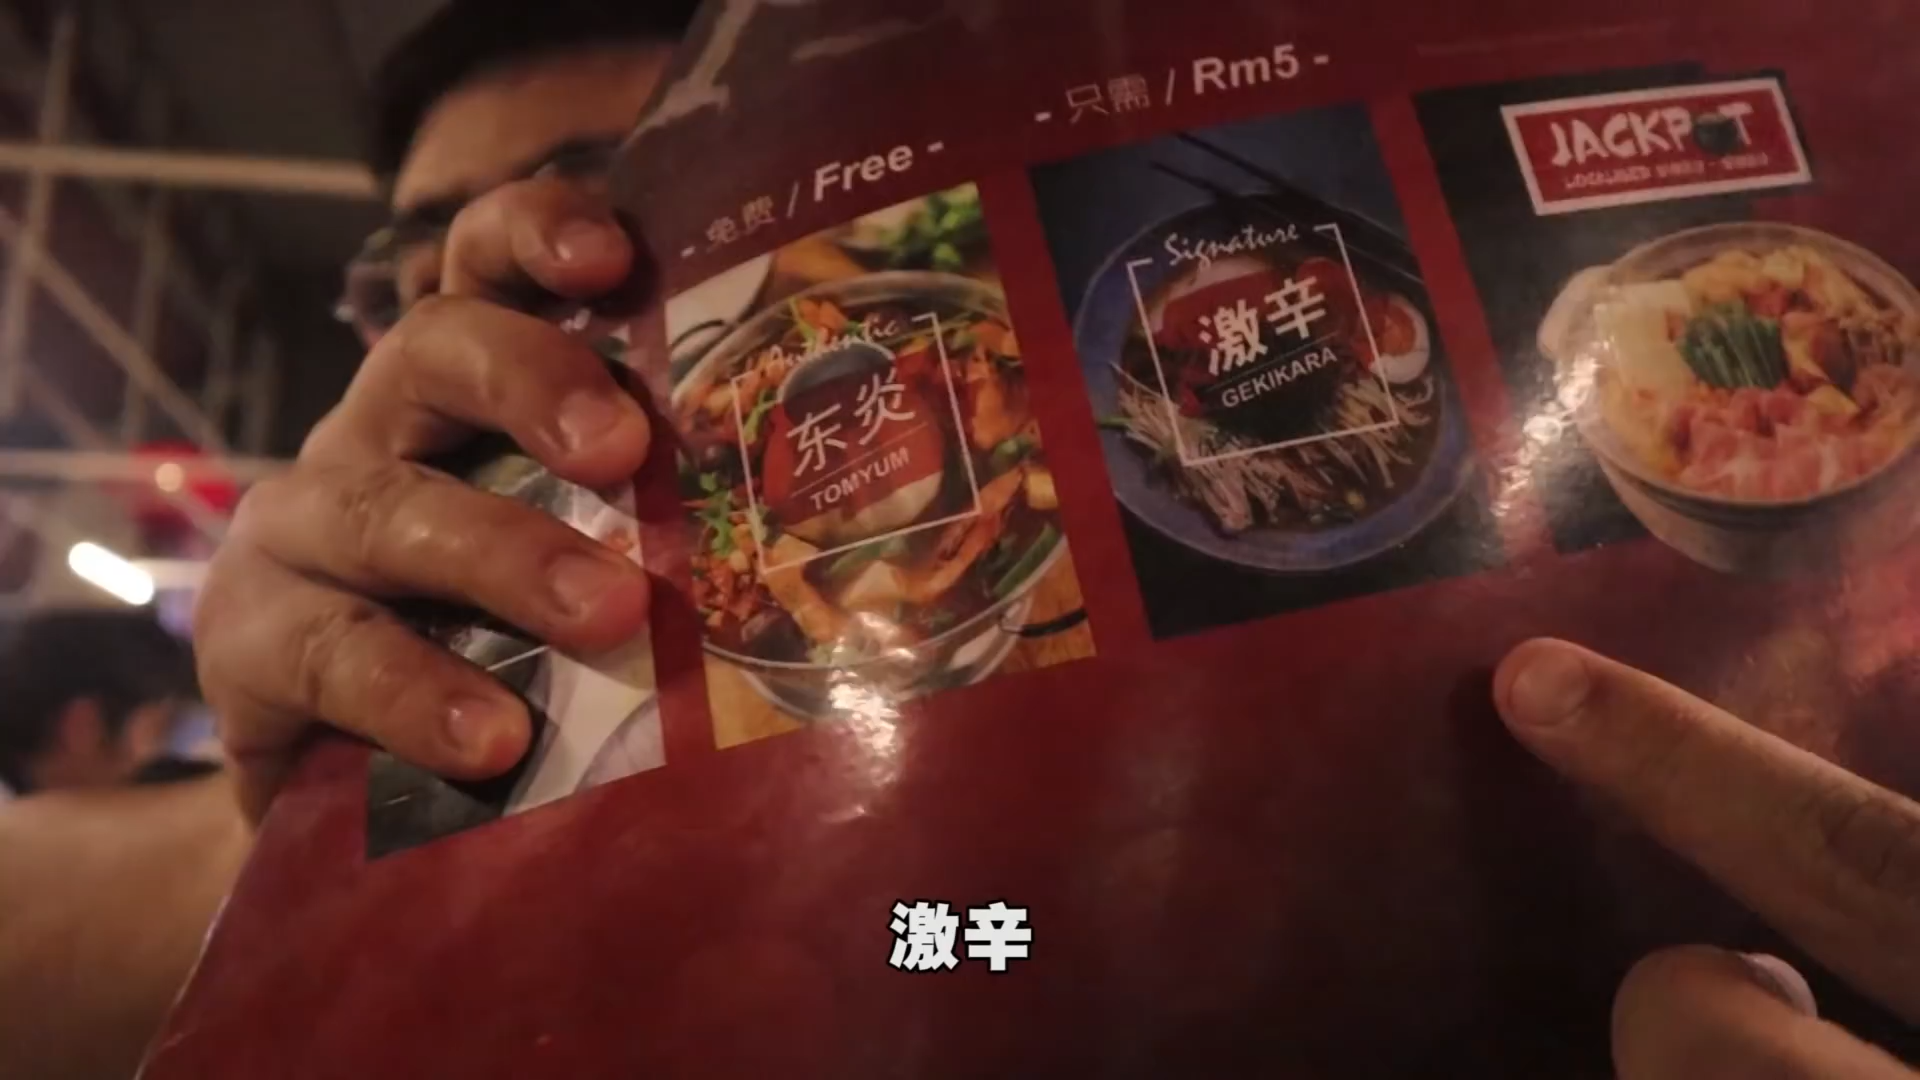 - 免费 / Free -
- 只需 / Rm5 -
Authentic
东炎
TOMYUM
Signature
激辛
GEKIKARA
JACKPOT
激辛